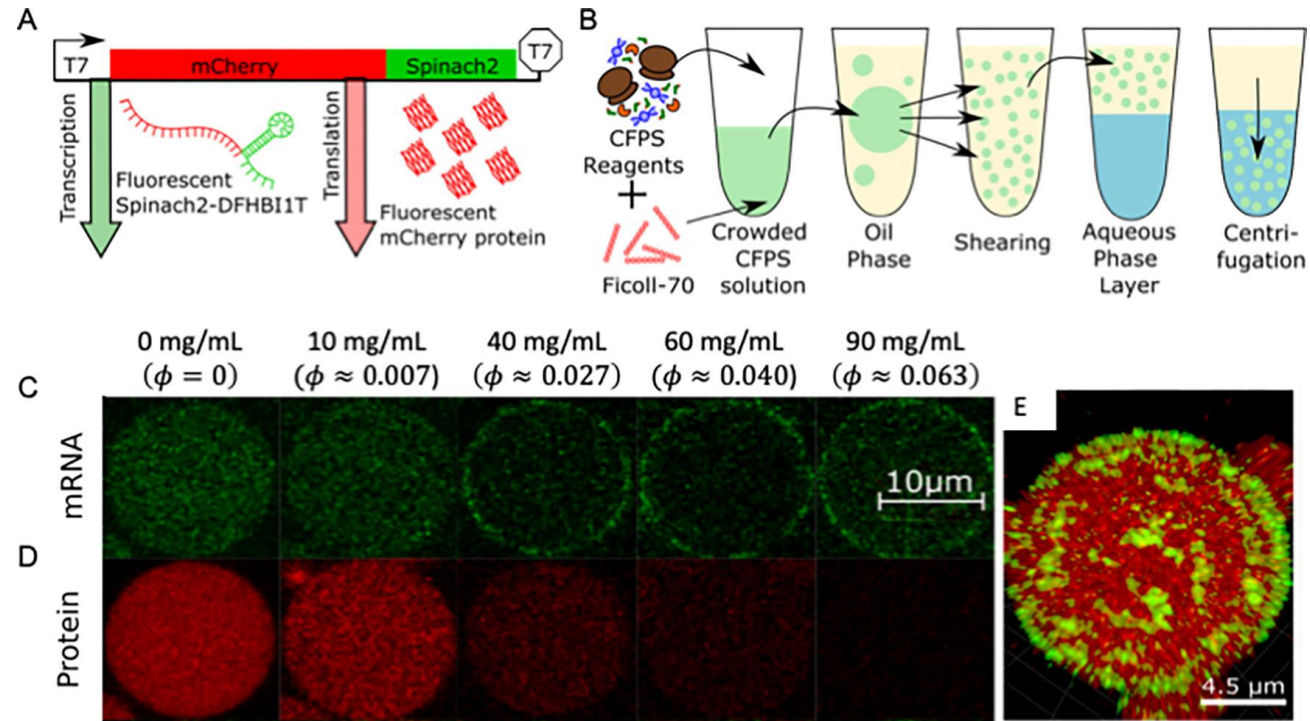 A
T7
mCherry
Spinach2
T7
Transcription
Fluorescent
Spinach2-DFHBI1T
Translation
Fluorescent
mCherry protein
B
CFPS
Reagents
+
Ficoll-70
Crowded
CFPS
solution
Oil
Phase
Shearing
Aqueous
Phase
Layer
Centri-
fugation
0 mg/mL
(ϕ = 0)
10 mg/mL
(ϕ ≈ 0.007)
40 mg/mL
(ϕ ≈ 0.027)
60 mg/mL
(ϕ ≈ 0.040)
90 mg/mL
(ϕ ≈ 0.063)
C
mRNA
10μm
D
Protein
E
4.5 μm